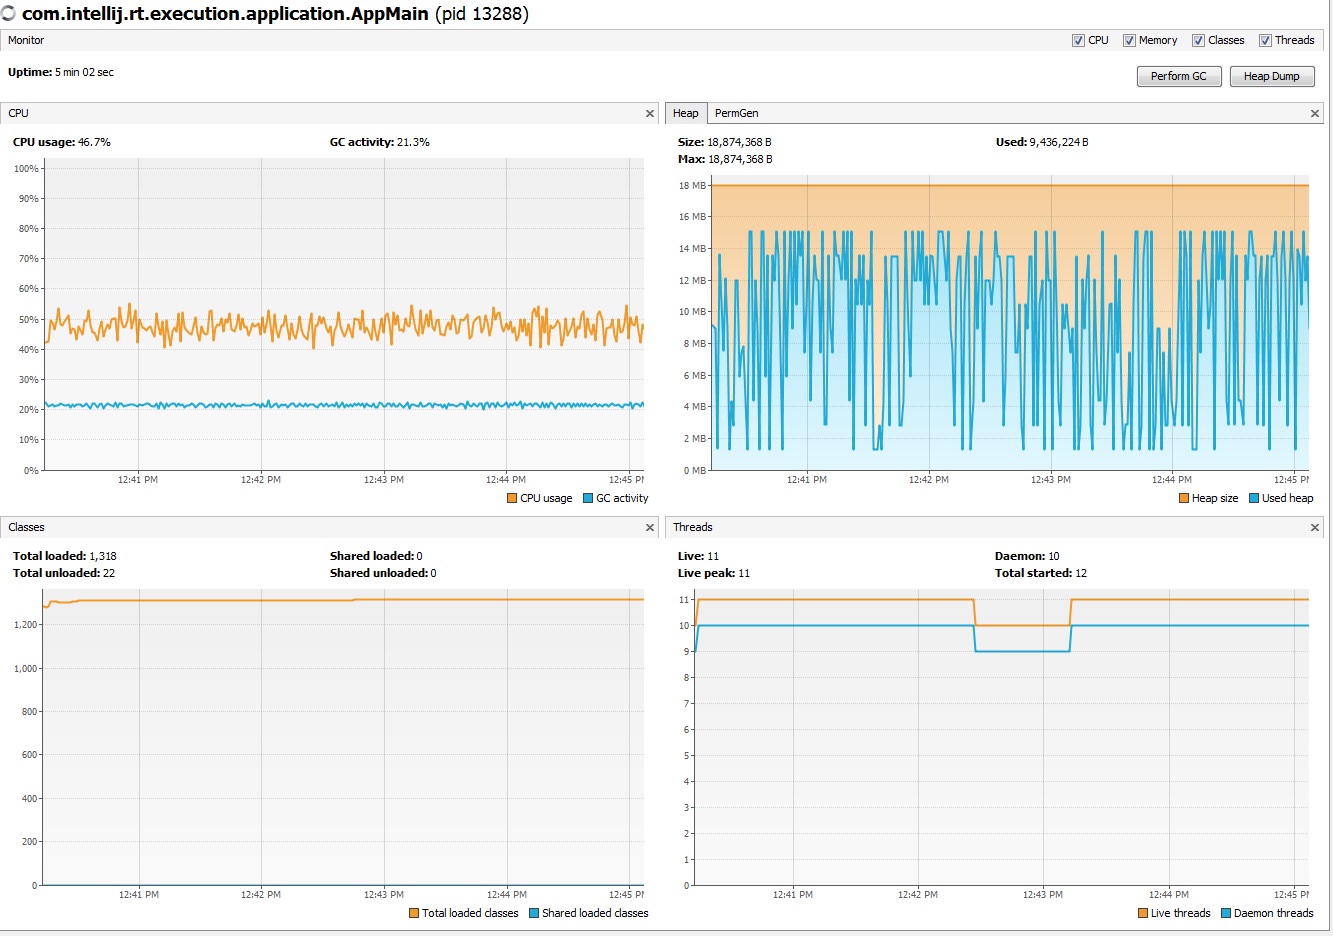 com.intellij.rt.execution.application.AppMain (pid 13288)
Monitor
CPU Memory Classes Threads
Uptime: 5 min 02 sec
Perform GC Heap Dump
CPU
CPU usage: 46.7% GC activity: 21.3%
100%
90%
80%
70%
60%
50%
40%
30%
20%
10%
0%
12:41 PM 12:42 PM 12:43 PM 12:44 PM 12:45 PM
CPU usage GC activity
Heap PermGen
Size: 18,874,368 B Used: 9,436,224 B
Max: 18,874,368 B
18 MB
16 MB
14 MB
12 MB
10 MB
8 MB
6 MB
4 MB
2 MB
0 MB
12:41 PM 12:42 PM 12:43 PM 12:44 PM 12:45 PM
Heap size Used heap
Classes
Total loaded: 1,318 Shared loaded: 0
Total unloaded: 22 Shared unloaded: 0
1,200
1,000
800
600
400
200
0
12:41 PM 12:42 PM 12:43 PM 12:44 PM 12:45 PM
Total loaded classes Shared loaded classes
Threads
Live: 11 Daemon: 10
Live peak: 11 Total started: 12
11
10
9
8
7
6
5
4
3
2
1
0
12:41 PM 12:42 PM 12:43 PM 12:44 PM 12:45 PM
Live threads Daemon threads